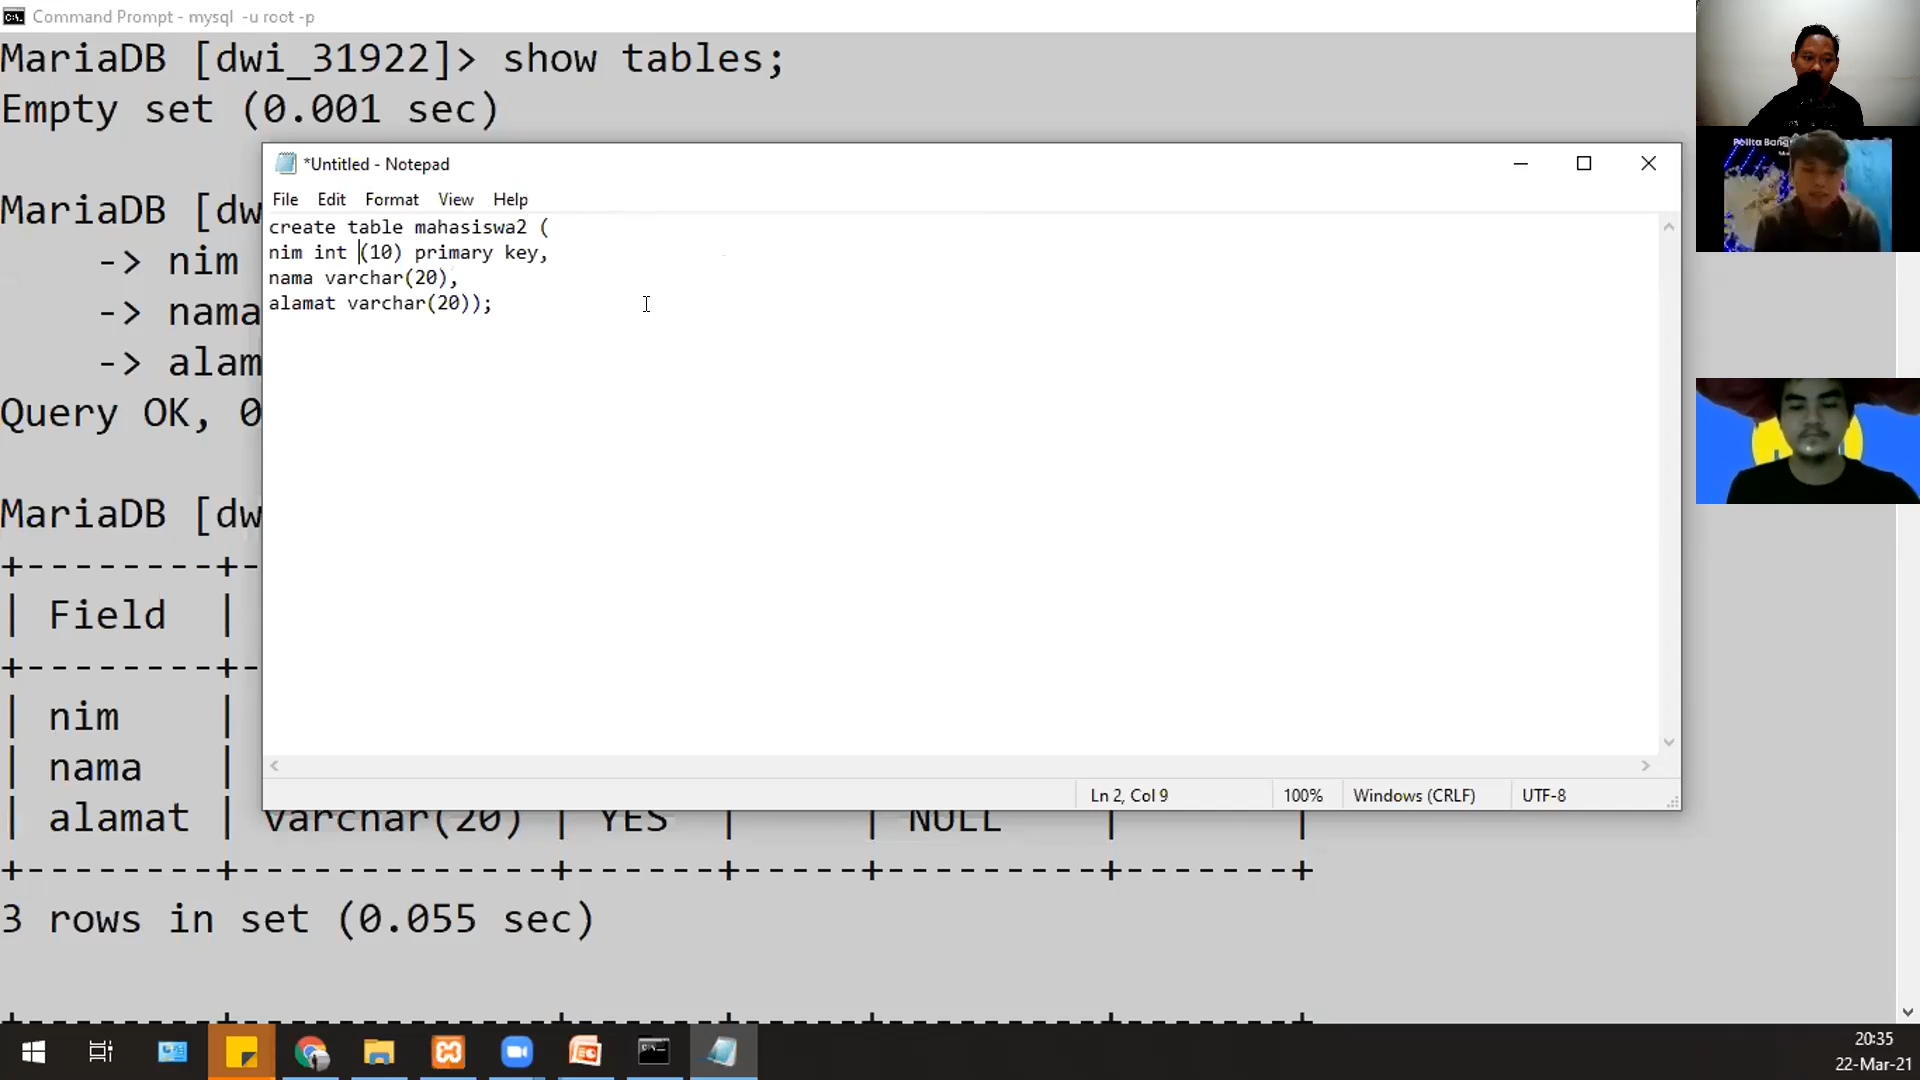 Command Prompt - mysql -u root -p
MariaDB [dwi_31922]> show tables;
Empty set (0.001 sec)
*Untitled - Notepad
File Edit Format View Help
create table mahasiswa2 (
nim int (10) primary key,
nama varchar(20),
alamat varchar(20));
Ln 2, Col 9 100% Windows (CRLF) UTF-8
MariaDB [dw
-> nim
-> nama
-> alam
Query OK, 0
MariaDB [dw
+--------+-
| Field |
+--------+-
| nim |
| nama |
| alamat | varchar(20) | YES | | NULL | |
+--------+-------------+------+-----+---------+-------+
3 rows in set (0.055 sec)
Pelita Bang
20:35
22-Mar-21